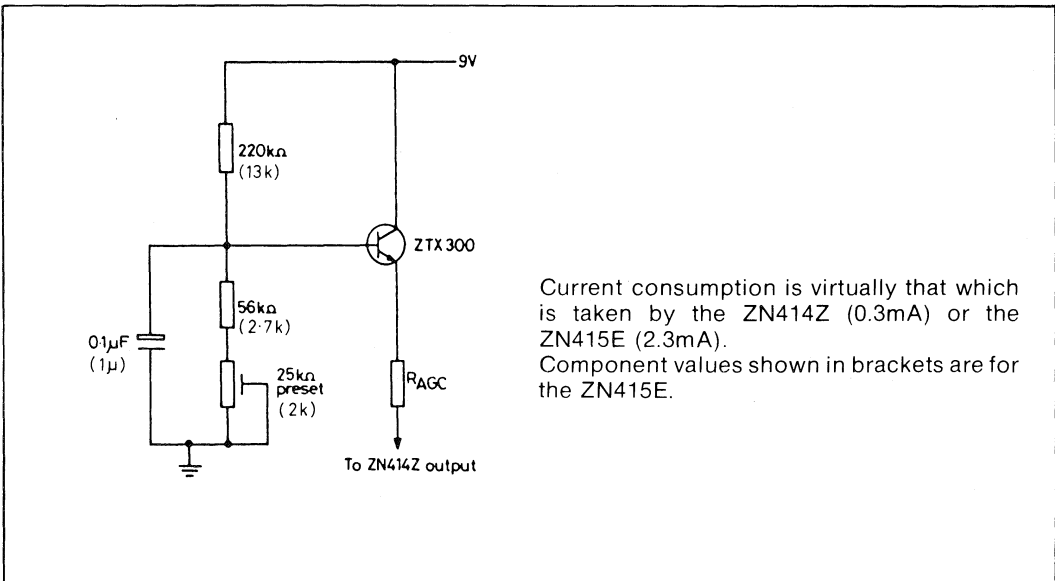 9V
220kΩ
(13k)
ZTX 300
56kΩ
(2·7k)
0·1μF
(1μ)
25kΩ
preset
(2k)
RAGC
To ZN414Z output
Current consumption is virtually that which
is taken by the ZN414Z (0.3mA) or the
ZN415E (2.3mA).
Component values shown in brackets are for
the ZN415E.